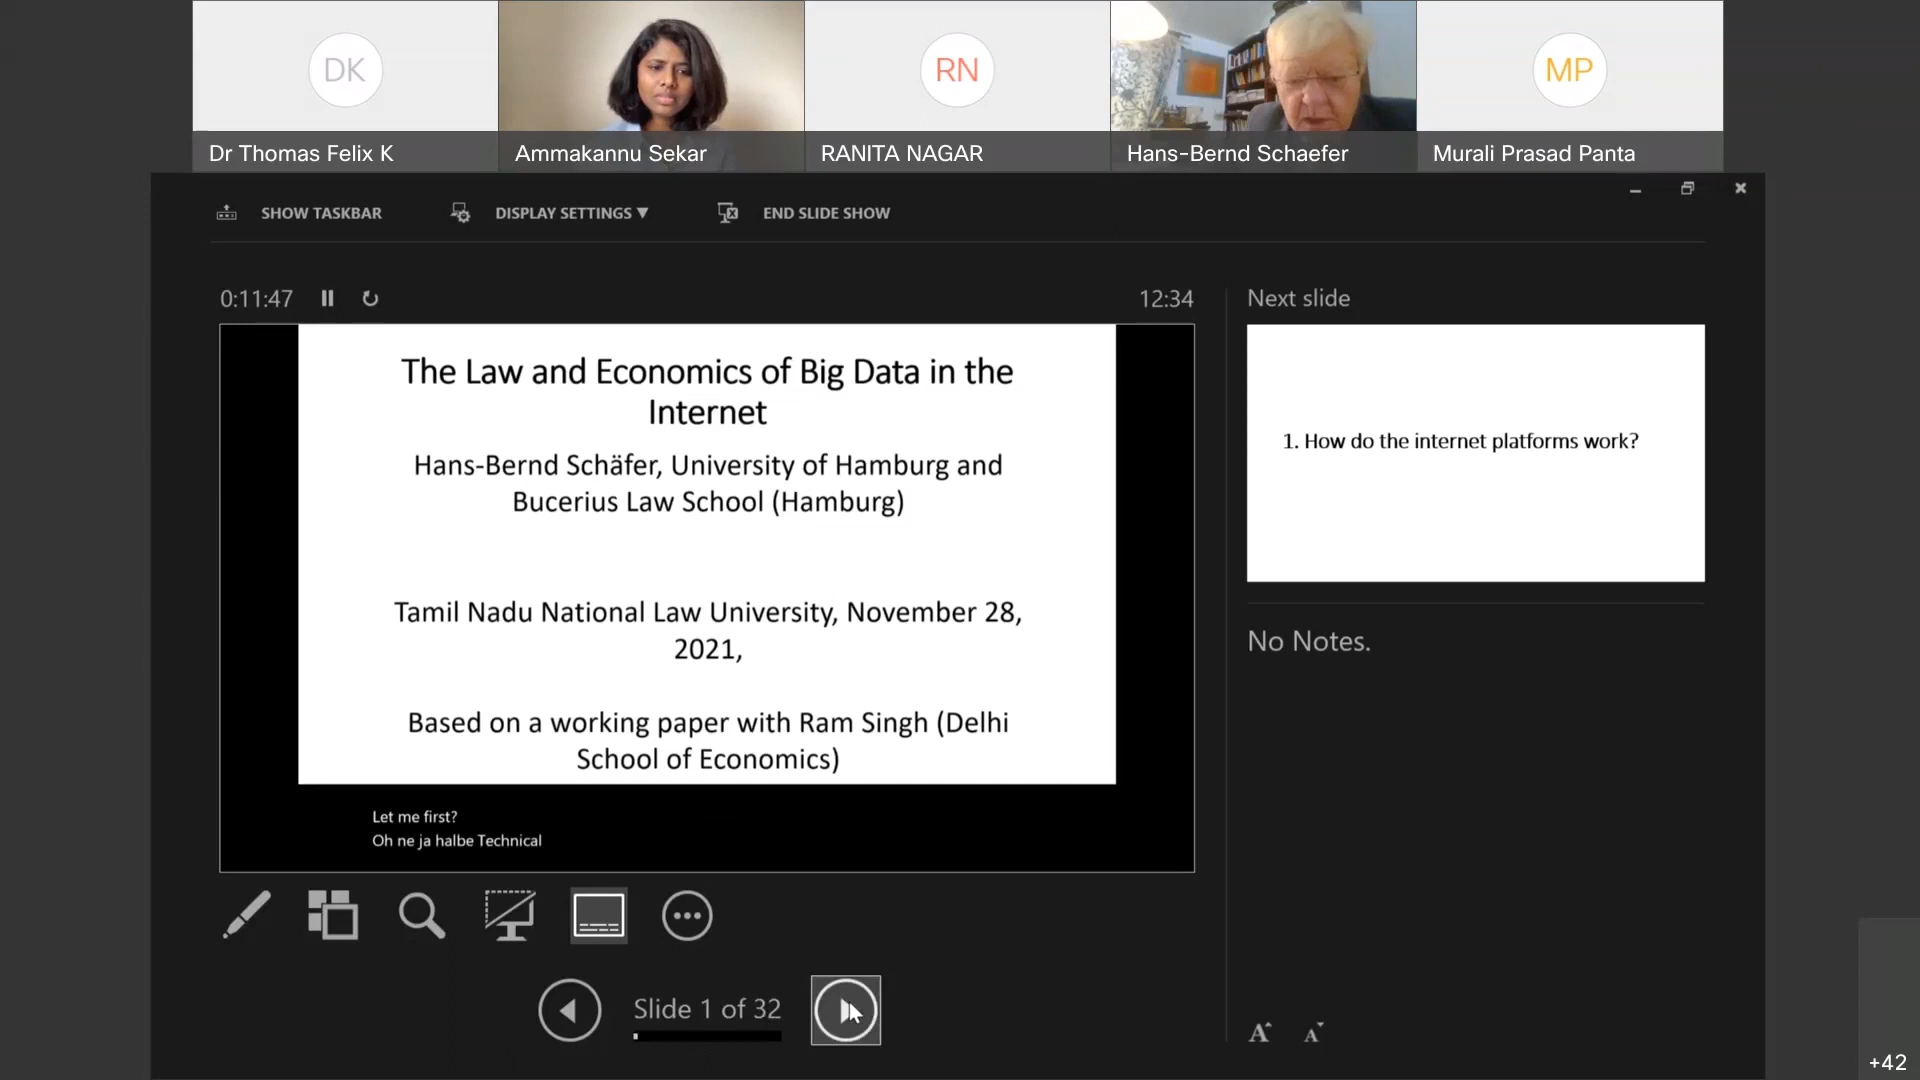 DK
RN
MP
Dr Thomas Felix K
Ammakannu Sekar
RANITA NAGAR
Hans-Bernd Schaefer
Murali Prasad Panta
SHOW TASKBAR
DISPLAY SETTINGS ▼
END SLIDE SHOW
0:11:47
12:34
The Law and Economics of Big Data in the
Internet
Hans-Bernd Schäfer, University of Hamburg and
Bucerius Law School (Hamburg)
Tamil Nadu National Law University, November 28,
2021,
Based on a working paper with Ram Singh (Delhi
School of Economics)
Let me first?
Oh ne ja halbe Technical
Slide 1 of 32
Next slide
1. How do the internet platforms work?
No Notes.
A A
+42